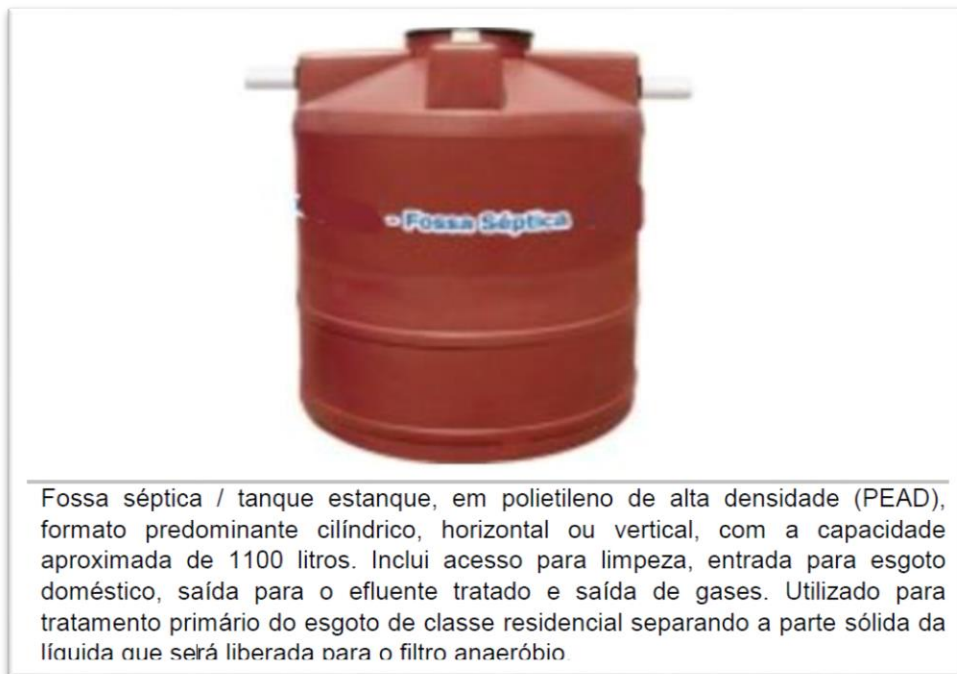 - Fossa Séptica
Fossa séptica / tanque estanque, em polietileno de alta densidade (PEAD),
formato predominante cilíndrico, horizontal ou vertical, com a capacidade
aproximada de 1100 litros. Inclui acesso para limpeza, entrada para esgoto
doméstico, saída para o efluente tratado e saída de gases. Utilizado para
tratamento primário do esgoto de classe residencial separando a parte sólida da
líquida que será liberada para o filtro anaeróbio.